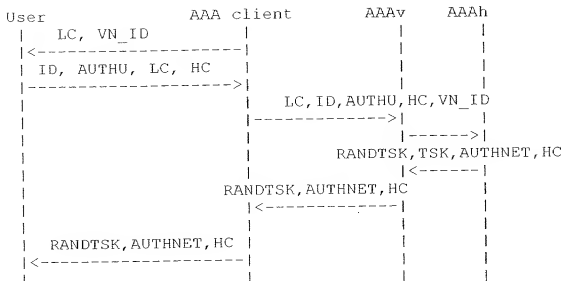 User AAA client AAAv AAAh
LC, VN_ID
ID, AUTHU, LC, HC
LC,ID,AUTHU,HC,VN_ID
RANDTSK,TSK,AUTHNET,HC
RANDTSK,AUTHNET,HC
RANDTSK,AUTHNET,HC